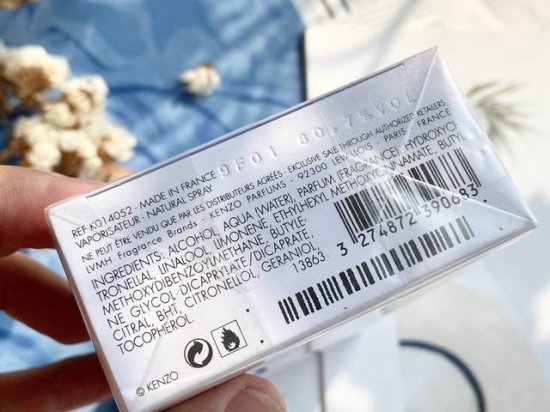 9F01 80.7%VOL
REF K014052 - MADE IN FRANCE
VAPORISATEUR - NATURAL SPRAY
NE PEUT ÊTRE VENDU QUE PAR LES DISTRIBUTEURS AGRÉÉS - EXCLUSIVE SALE THROUGH AUTHORIZED RETAILERS
LVMH Fragrance Brands - KENZO PARFUMS - 92300 LEVALLOIS PARIS FRANCE
INGREDIENTS: ALCOHOL, AQUA (WATER), PARFUM (FRAGRANCE), HYDROXYCI-
TRONELLAL, LINALOOL, LIMONENE, ETHYLHEXYL METHOXYCINNAMATE, BUTYL
METHOXYDIBENZOYLMETHANE, BUTYLE-
NE GLYCOL DICAPRYLATE/DICAPRATE,
CITRAL, BHT, CITRONELLOL, GERANIOL,
TOCOPHEROL.
13863
3 274872 390683
© KENZO